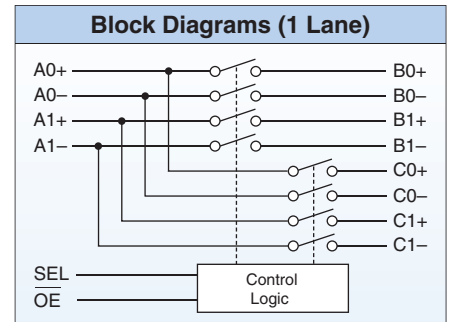 Block Diagrams (1 Lane)
A0+
B0+
A0–
B0–
A1+
B1+
A1–
B1–
C0+
C0–
C1+
C1–
SEL
OE
Control
Logic